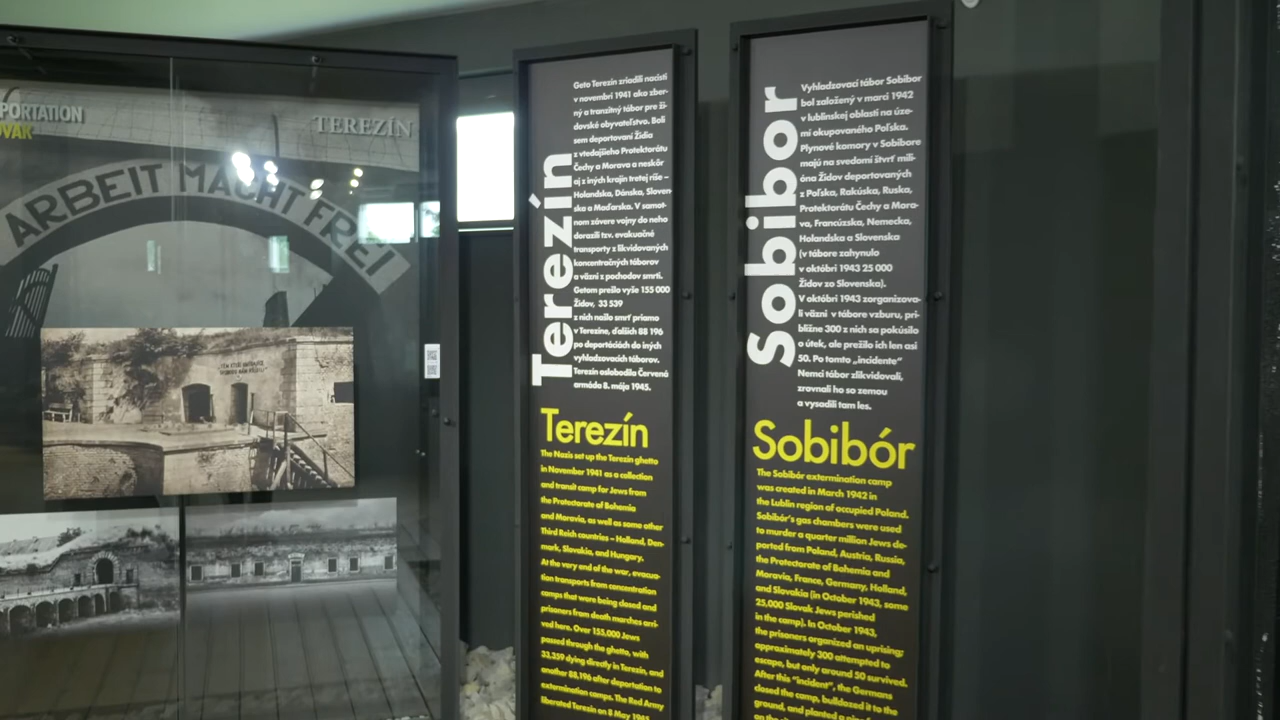 PORTATION
OVAK
TEREZÍN
ARBEIT MACHT FREI
Terezín
Geto Terezín zriadili nacisti
v novembri 1941 ako zber-
ný a tranzitný tábor pre ži-
dovské obyvateľstvo. Boli
sem deportovaní Židia
z vtedajšieho Protektorátu
Čechy a Morava a neskôr
aj z iných krajín tretej ríše –
Holandska, Dánska, Sloven-
ska a Maďarska. V samot-
nom závere vojny do neho
dorazili tzv. evakuačné
transporty z likvidovaných
koncentračných táborov
a väzni z pochodov smrti.
Getom prešlo vyše 155 000
Židov, 33 539
z nich našlo smrť priamo
v Terezíne, ďalších 88 196
po deportáciách do iných
vyhladzovacích táborov.
Terezín oslobodila Červená
armáda 8. mája 1945.
Terezín
The Nazis set up the Terezín ghetto
in November 1941 as a collection
and transit camp for Jews from
the Protectorate of Bohemia
and Moravia, as well as some other
Third Reich countries – Holland, Den-
mark, Slovakia, and Hungary.
At the very end of the war, evacua-
tion transports from concentration
camps that were being closed and
prisoners from death marches arri-
ved here. Over 155,000 Jews
passed through the ghetto, with
33,359 dying directly in Terezín, and
another 88,196 after deportation to
extermination camps. The Red Army
liberated Terezín on 8 May 1945.
Sobibor
Vyhladzovací tábor Sobibor
bol založený v marci 1942
v lublinskej oblasti na úze-
mí okupovaného Poľska.
Plynové komory v Sobibore
majú na svedomí štvrť mili-
óna Židov deportovaných
z Poľska, Rakúska, Ruska,
Protektorátu Čechy a Mora-
va, Francúzska, Nemecka,
Holandska a Slovenska
(v tábore zahynulo
v októbri 1943 25 000
Židov zo Slovenska).
V októbri 1943 zorganizova-
li väzni v tábore vzburu, pri-
bližne 300 z nich sa pokúsilo
o útek, ale prežilo ich len asi
50. Po tomto „incidente“
Nemci tábor zlikvidovali,
zrovnali ho so zemou
a vysadili tam les.
Sobibór
The Sobibór extermination camp
was created in March 1942 in
the Lublin region of occupied Poland.
Sobibór's gas chambers were used
to murder a quarter million Jews de-
ported from Poland, Austria, Russia,
the Protectorate of Bohemia and
Moravia, France, Germany, Holland,
and Slovakia (in October 1943, some
25,000 Slovak Jews perished
in the camp). In October 1943,
the prisoners organized an uprising;
approximately 300 attempted to
escape, but only around 50 survived.
After this "incident", the Germans
closed the camp, bulldozed it to the
ground, and planted a